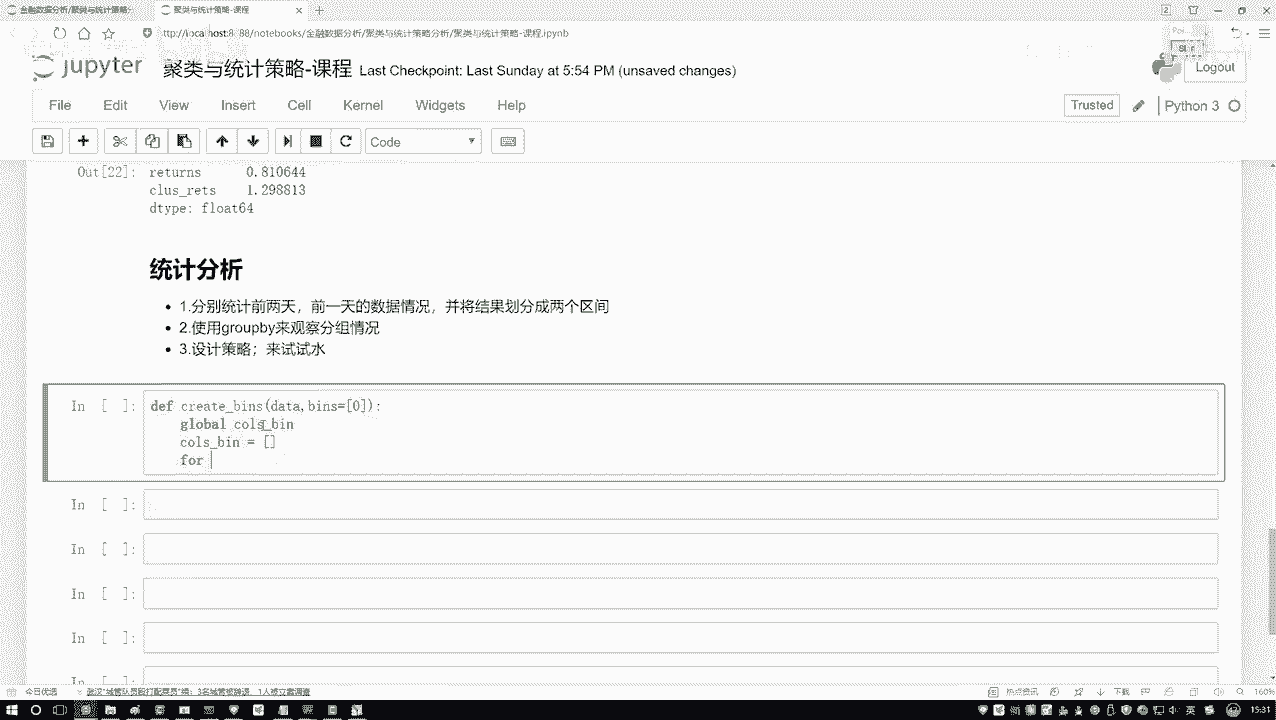 金融数据分析/聚类与统计策略
聚类与统计策略-课程
ttp://localhost:8888/notebooks/金融数据分析/聚类与统计策略分析/聚类与统计策略-课程.ipynb
jupyter 聚类与统计策略-课程 Last Checkpoint: Last Sunday at 5:54 PM (unsaved changes)
Logout
File Edit View Insert Cell Kernel Widgets Help
Trusted Python 3
Code
Out[22]: returns 0.810644
clus_rets 1.298813
dtype: float64
统计分析
1.分别统计前两天，前一天的数据情况，并将结果划分成两个区间
2.使用groupby来观察分组情况
3.设计策略；来试试水
In [ ]: def create_bins(data,bins=[0]):
global cols_bin
cols_bin = []
for
In [ ]:
In [ ]:
In [ ]:
In [ ]:
In [ ]:
今日优选
热点资讯 下载 160%
英 15:31